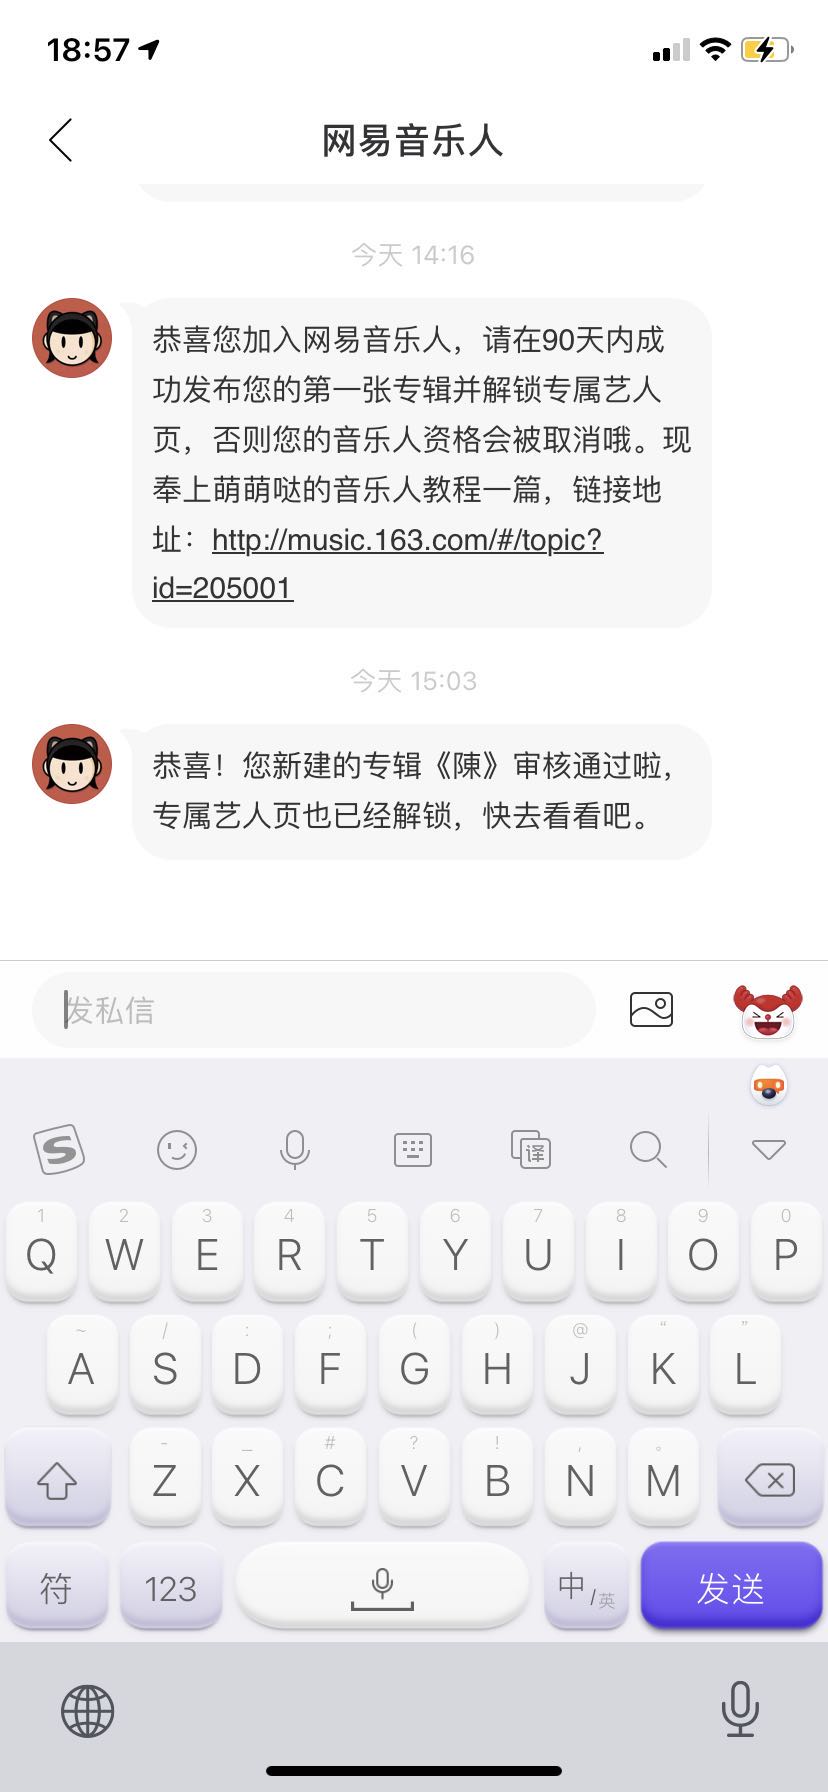 18:57
网易音乐人
今天 14:16
恭喜您加入网易音乐人，请在90天内成
功发布您的第一张专辑并解锁专属艺人
页，否则您的音乐人资格会被取消哦。现
奉上萌萌哒的音乐人教程一篇，链接地
址：http://music.163.com/#/topic?
id=205001
今天 15:03
恭喜！您新建的专辑《陳》审核通过啦，
专属艺人页也已经解锁，快去看看吧。
发私信
S 译
1 2 3 4 5 6 7 8 9 0
Q W E R T Y U I O P
~ / : ; ( ) @ “ ”
A S D F G H J K L
- _ # ? ! , 。
Z X C V B N M
符 123 中/英 发送